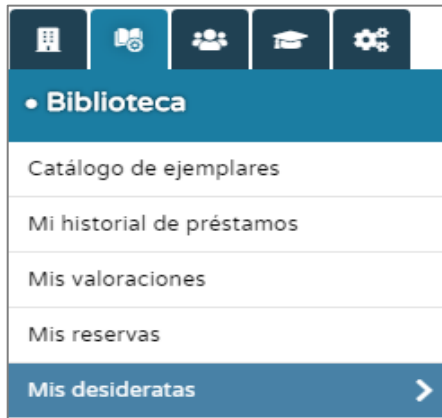 • Biblioteca
Catálogo de ejemplares
Mi historial de préstamos
Mis valoraciones
Mis reservas
Mis desideratas